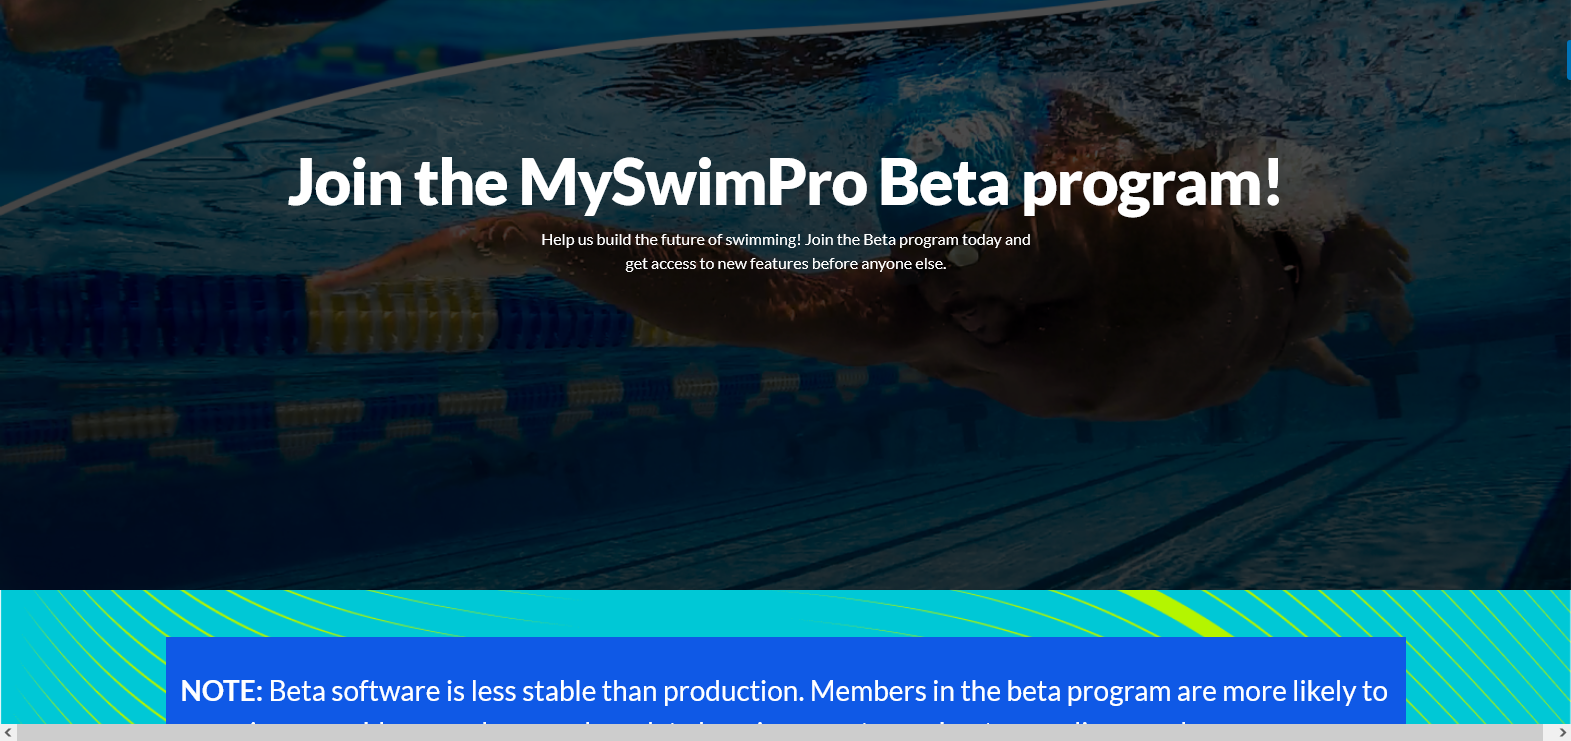 Join the MySwimPro Beta program!
Help us build the future of swimming! Join the Beta program today and
get access to new features before anyone else.
NOTE: Beta software is less stable than production. Members in the beta program are more likely to